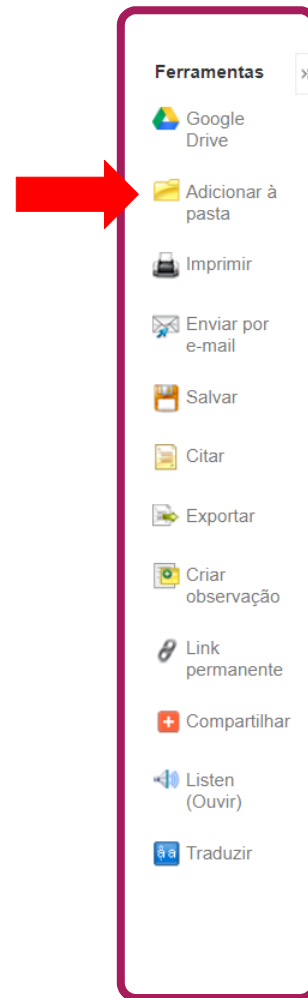 Ferramentas »
Google
Drive
Adicionar à
pasta
Imprimir
Enviar por
e-mail
Salvar
Citar
Exportar
Criar
observação
Link
permanente
Compartilhar
Listen
(Ouvir)
Traduzir